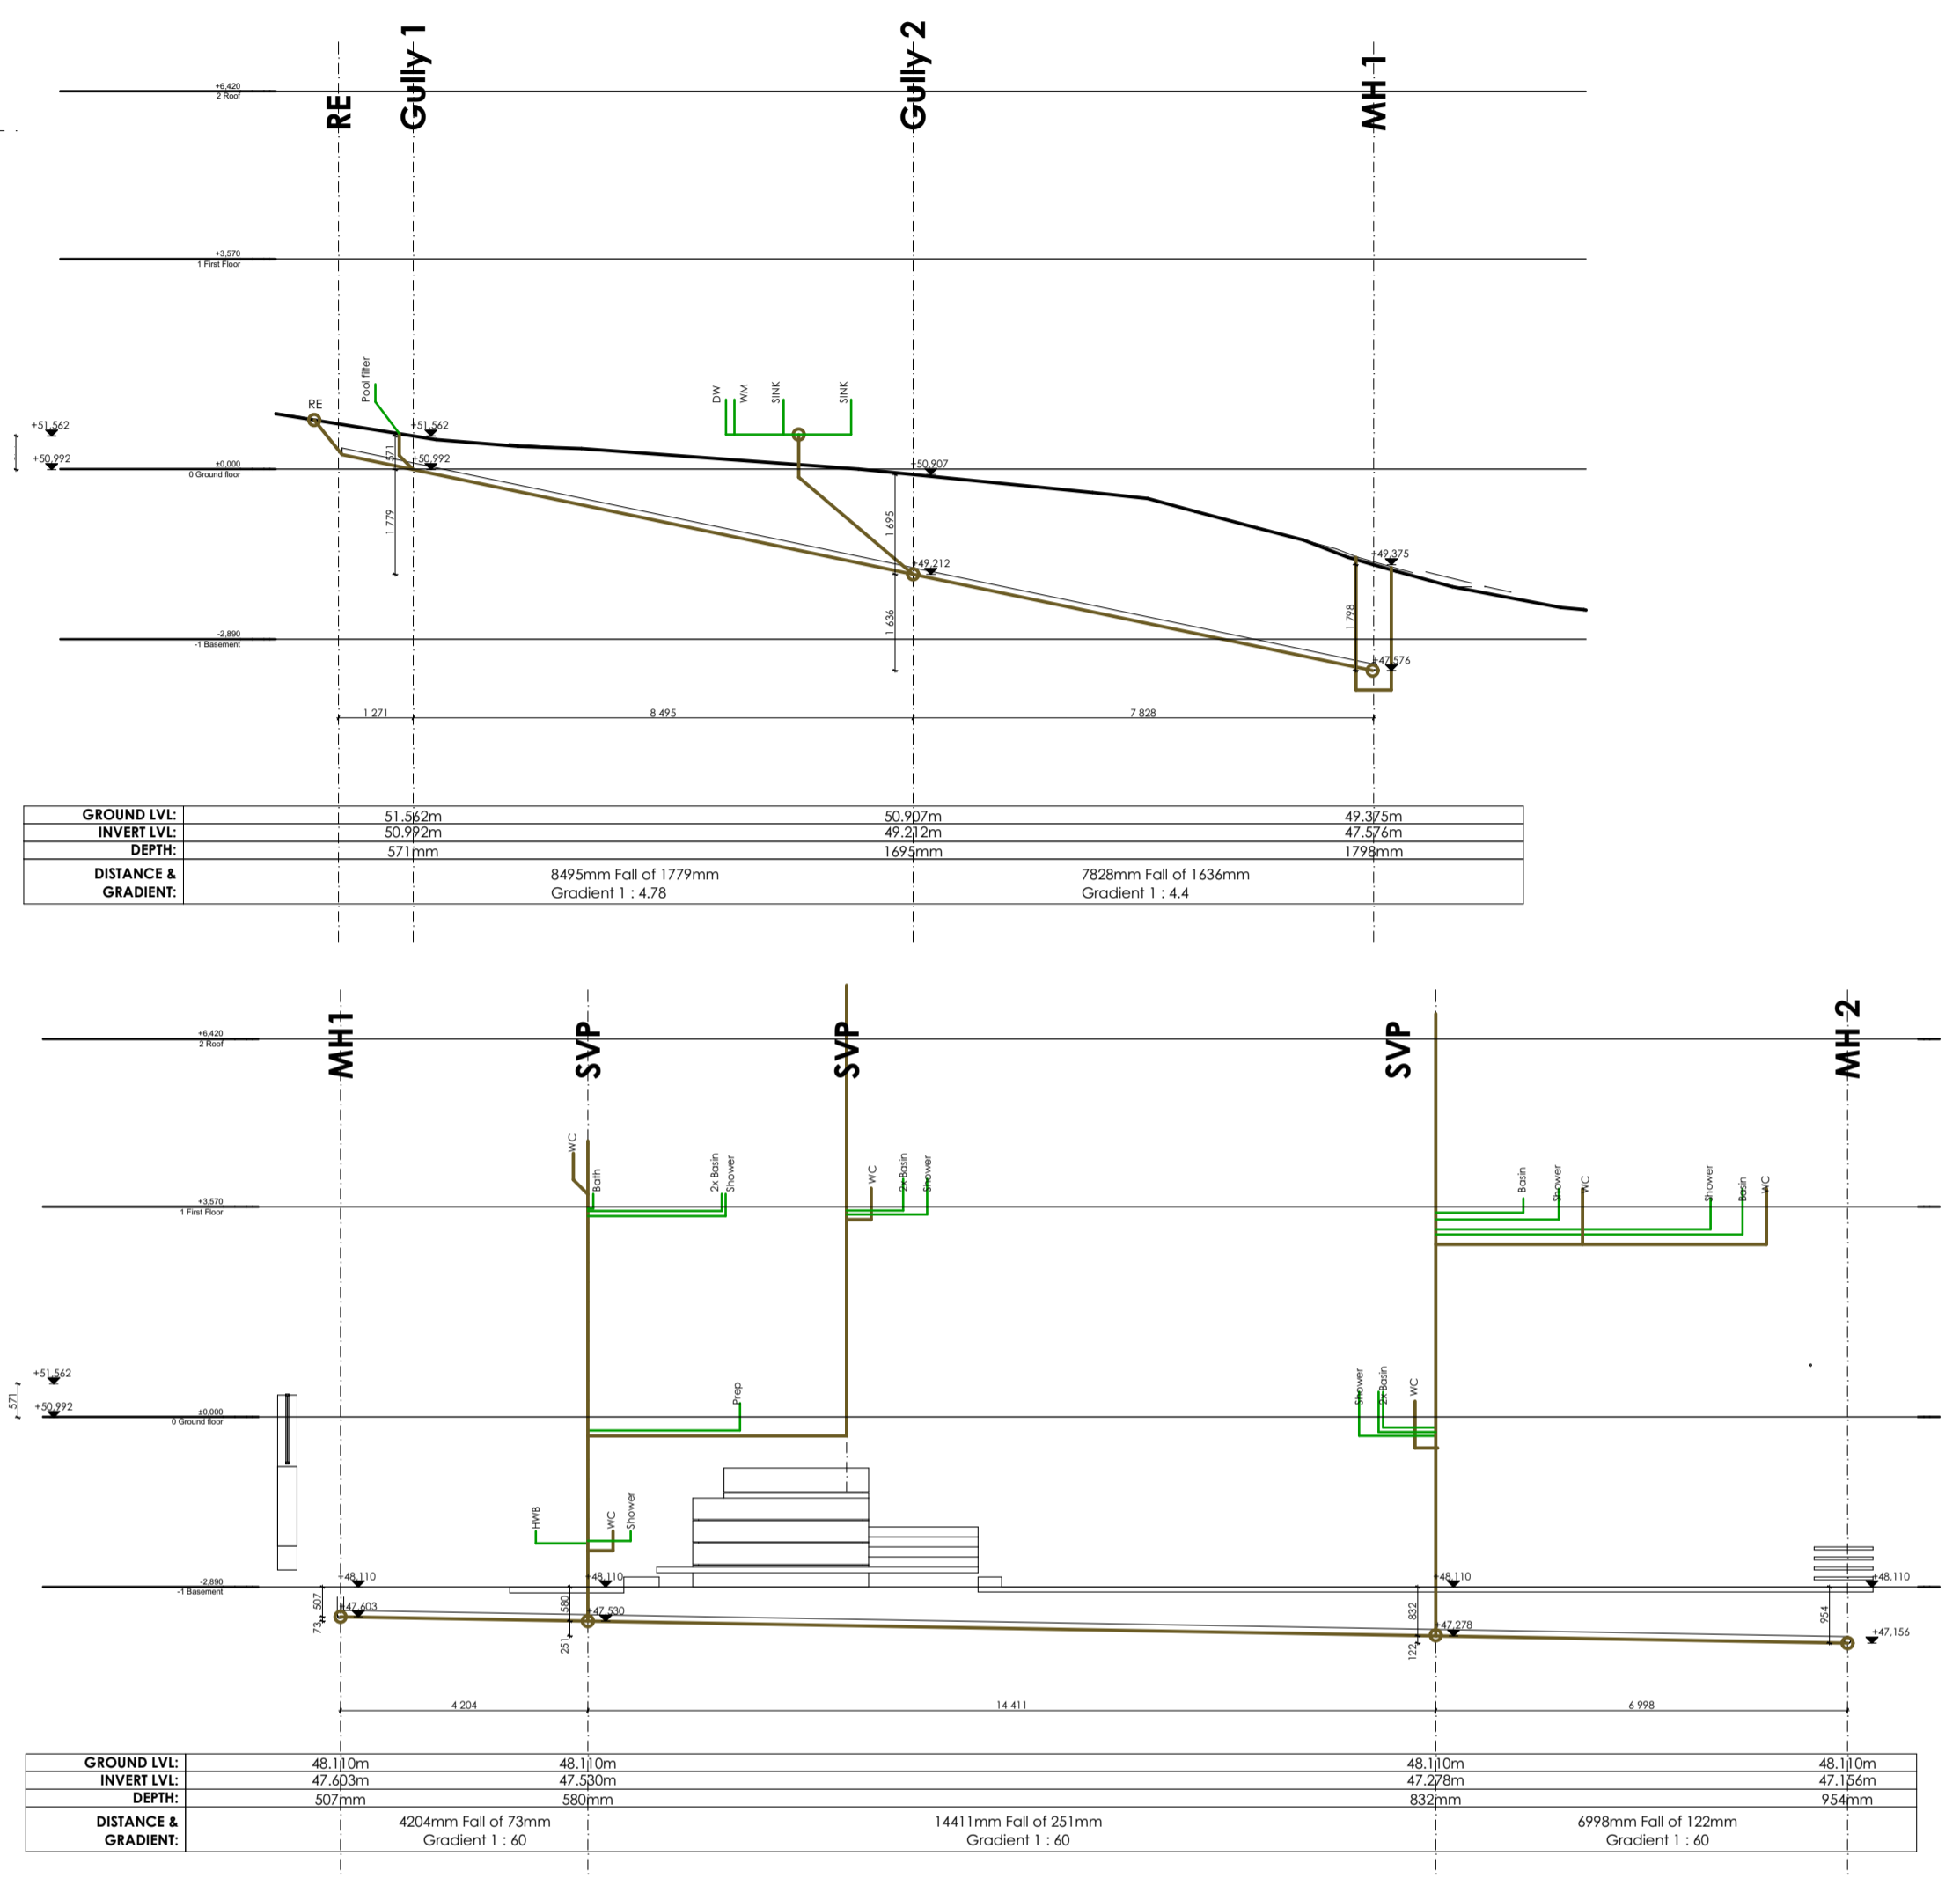 RE
Gully 1
Gully 2
MH 1
+6,420
2 Roof
+3,570
1 First Floor
Pool filter
DW
WM
SINK
SINK
RE
+51,562
+51,562
571
+50,992
±0,000
0 Ground floor
+50,992
+50,907
1 779
1 695
+49,212
+49,375
1 636
1 798
-2,890
-1 Basement
+47,576
1 271
8 495
7 828
GROUND LVL: 51.562m 50.907m 49.375m
INVERT LVL: 50.992m 49.212m 47.576m
DEPTH: 571mm 1695mm 1798mm
DISTANCE & 8495mm Fall of 1779mm 7828mm Fall of 1636mm
GRADIENT: Gradient 1 : 4.78 Gradient 1 : 4.4
MH1
SVP
SVP
SVP
MH 2
+6,420
2 Roof
WC
Bath
2x Basin
Shower
WC
2x Basin
Shower
Basin
Shower
WC
Shower
Basin
WC
+3,570
1 First Floor
+51,562
571
+50,992
±0,000
0 Ground floor
Prep
Shower
2x Basin
WC
HWB
WC
Shower
-2,890
-1 Basement
+48,110
+48,110
+48,110
+48,110
507
+47,603
73
580
+47,530
251
832
+47,278
122
954
+47,156
4 204
14 411
6 998
GROUND LVL: 48.110m 48.110m 48.110m 48.110m
INVERT LVL: 47.603m 47.530m 47.278m 47.156m
DEPTH: 507mm 580mm 832mm 954mm
DISTANCE & 4204mm Fall of 73mm 14411mm Fall of 251mm 6998mm Fall of 122mm
GRADIENT: Gradient 1 : 60 Gradient 1 : 60 Gradient 1 : 60